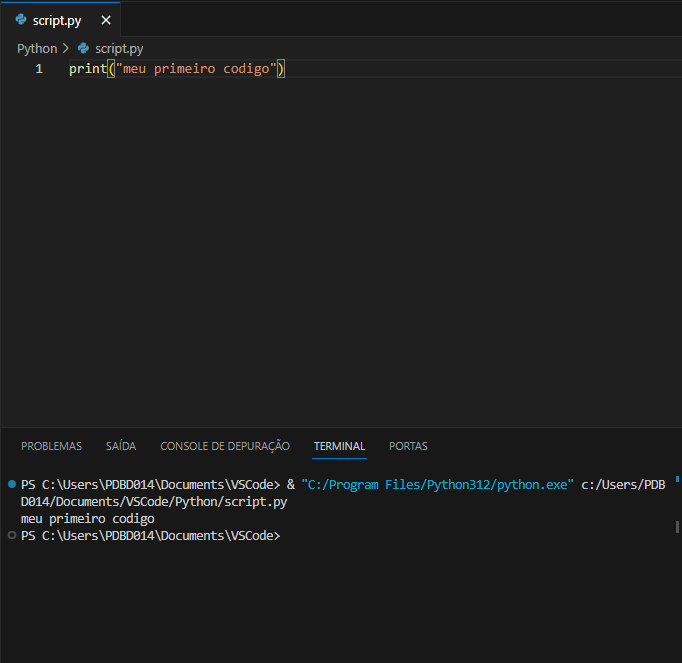 script.py
Python > script.py
1 print("meu primeiro codigo")
PROBLEMAS SAÍDA CONSOLE DE DEPURAÇÃO TERMINAL PORTAS
PS C:\Users\PDBD014\Documents\VSCode> & "C:/Program Files/Python312/python.exe" c:/Users/PDB
D014/Documents/VSCode/Python/script.py
meu primeiro codigo
PS C:\Users\PDBD014\Documents\VSCode>